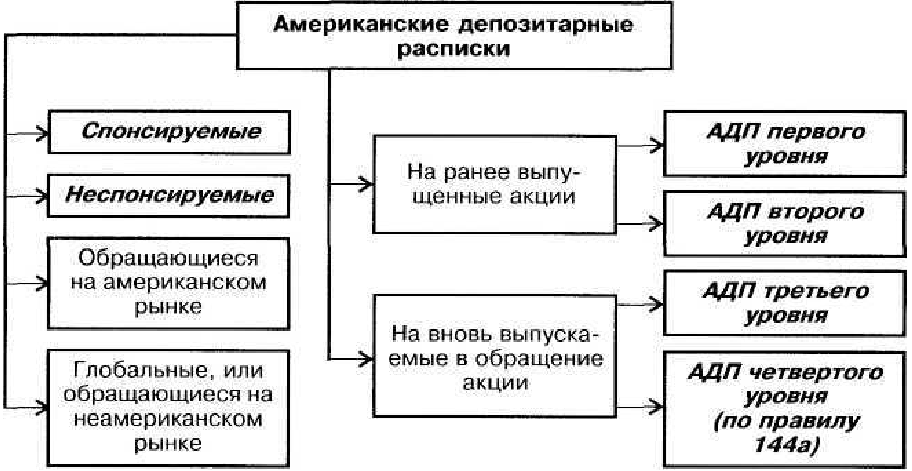 Американские депозитарные
расписки
Спонсируемые
Неспонсируемые
Обращающиеся
на американском
рынке
Глобальные, или
обращающиеся на
неамериканском
рынке
На ранее выпу-
щенные акции
На вновь выпуска-
емые в обращение
акции
АДП первого
уровня
АДП второго
уровня
АДП третьего
уровня
АДП четвертого
уровня
(по правилу
144а)